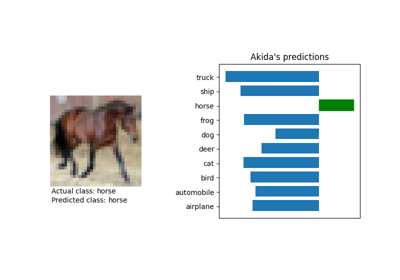 Akida's predictions
truck
ship
horse
frog
dog
deer
cat
bird
automobile
airplane
Actual class: horse
Predicted class: horse